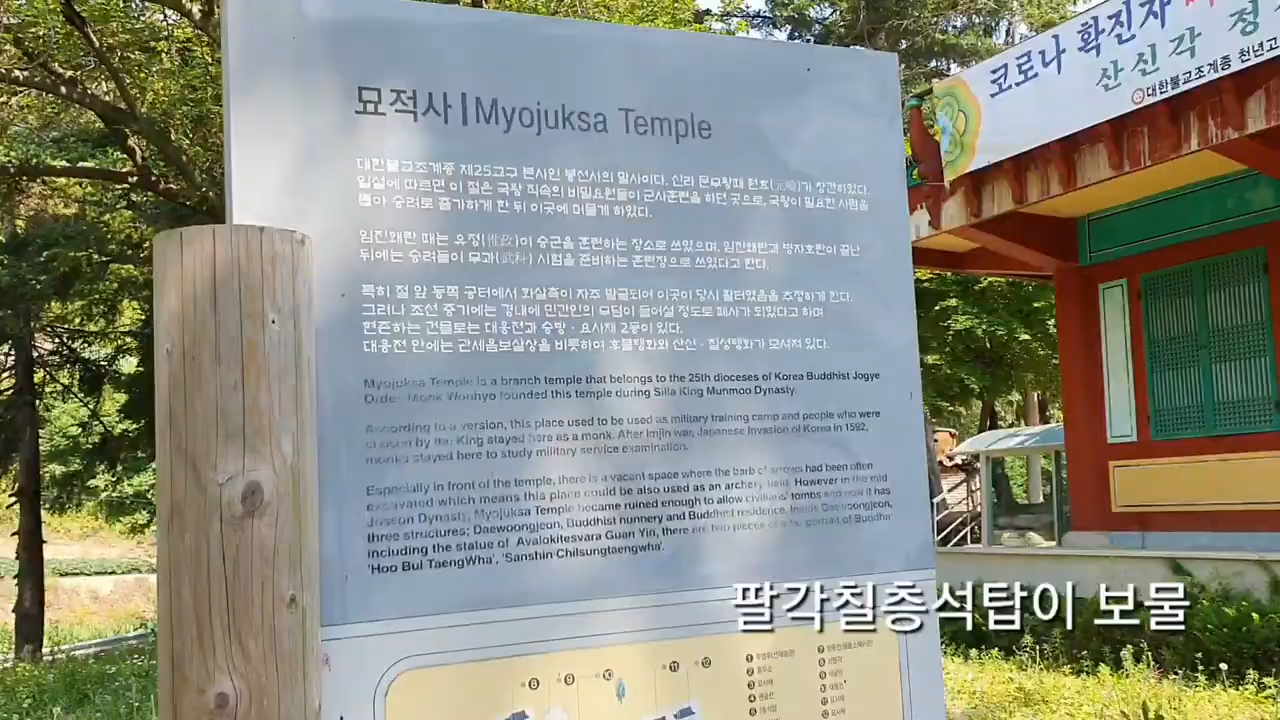 묘적사 | Myojuksa Temple
대한불교조계종 제25교구 본사인 봉선사의 말사이다. 신라 문무왕때 원효(元曉)가 창건하였다.
일설에 따르면 이 절은 국왕 직속의 비밀요원들이 군사훈련을 하던 곳으로, 국왕이 필요한 사람을
뽑아 승려로 출가하게 한 뒤 이곳에 머물게 하였다.
임진왜란 때는 유정(惟政)이 승군을 훈련하는 장소로 쓰였으며, 임진왜란과 병자호란이 끝난
뒤에는 승려들이 무과(武科) 시험을 준비하는 훈련장으로 쓰였다고 한다.
특히 절 앞 동쪽 공터에서 화살촉이 자주 발굴되어 이곳이 당시 활터였음을 추정하게 한다.
그러나 조선 중기에는 경내에 민간인의 무덤이 들어설 정도로 폐사가 되었다고 하며
현존하는 건물로는 대웅전과 승방 · 요사채 2동이 있다.
대웅전 안에는 관세음보살상을 비롯하여 후불탱화와 산신 · 칠성탱화가 모셔져 있다.
Myojuksa Temple is a branch temple that belongs to the 25th dioceses of Korea Buddhist Jogye
Order. Monk Wonhyo founded this temple during Silla King Munmoo Dynasty.
According to a version, this place used to be used as military training camp and people who were
chosen by the King stayed here as a monk. After Imjin war, Japanese Invasion of Korea in 1592,
monks stayed here to study military service examination.
Especially in front of the temple, there is a vacant space where the barb of arrows had been often
excavated which means this place could be also used as an archery field. However in the mid
Joseon Dynasty, Myojuksa Temple became ruined enough to allow civilians' tombs and now it has
three structures; Daewoongjeon, Buddhist nunnery and Buddhist residence. Inside Daewoongjeon,
including the statue of Avalokitesvara Guan Yin, there are two pieces of altar portrait of Buddha:
'Hoo Bul TaengWha', 'Sanshin Chilsungtaengwha'.
코로나 확진자
산신각 정
대한불교조계종 천년고
팔각칠층석탑이 보물
8 9 10 11 12